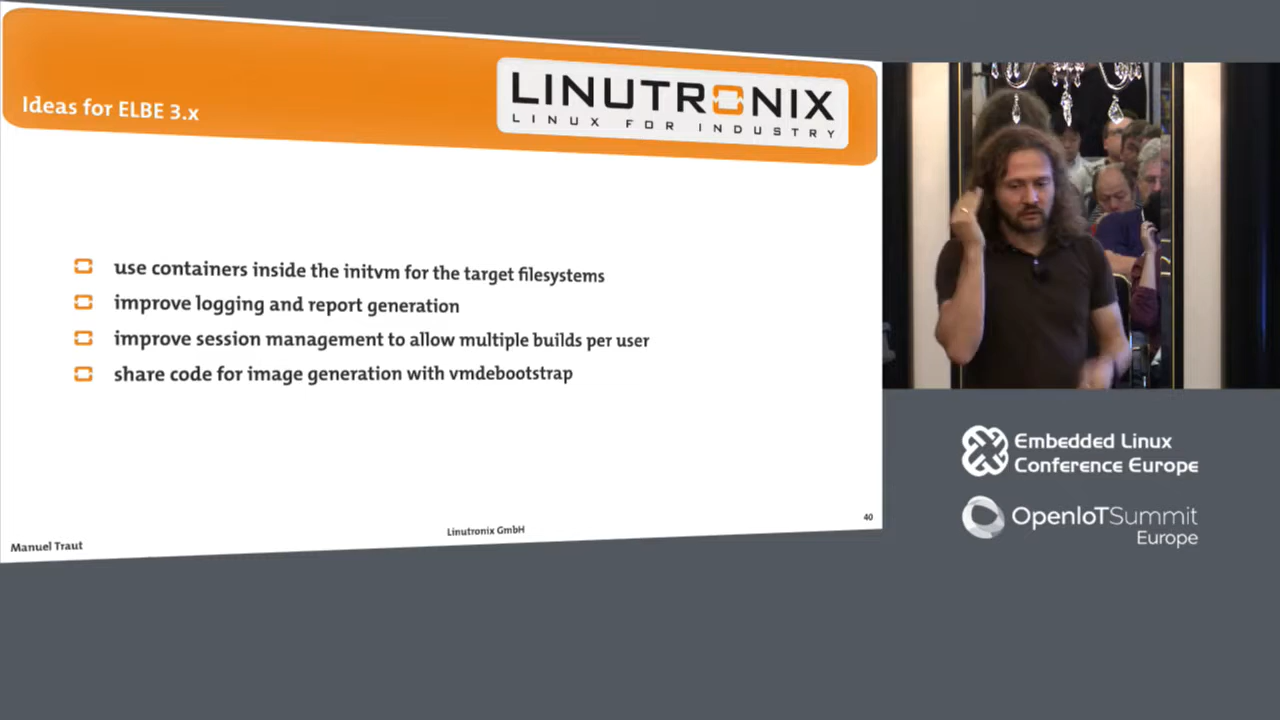 Ideas for ELBE 3.x
LINUTRONIX
LINUX FOR INDUSTRY
use containers inside the initvm for the target filesystems
improve logging and report generation
improve session management to allow multiple builds per user
share code for image generation with vmdebootstrap
Manuel Traut
Linutronix GmbH
40
Embedded Linux
Conference Europe
OpenIoTSummit
Europe